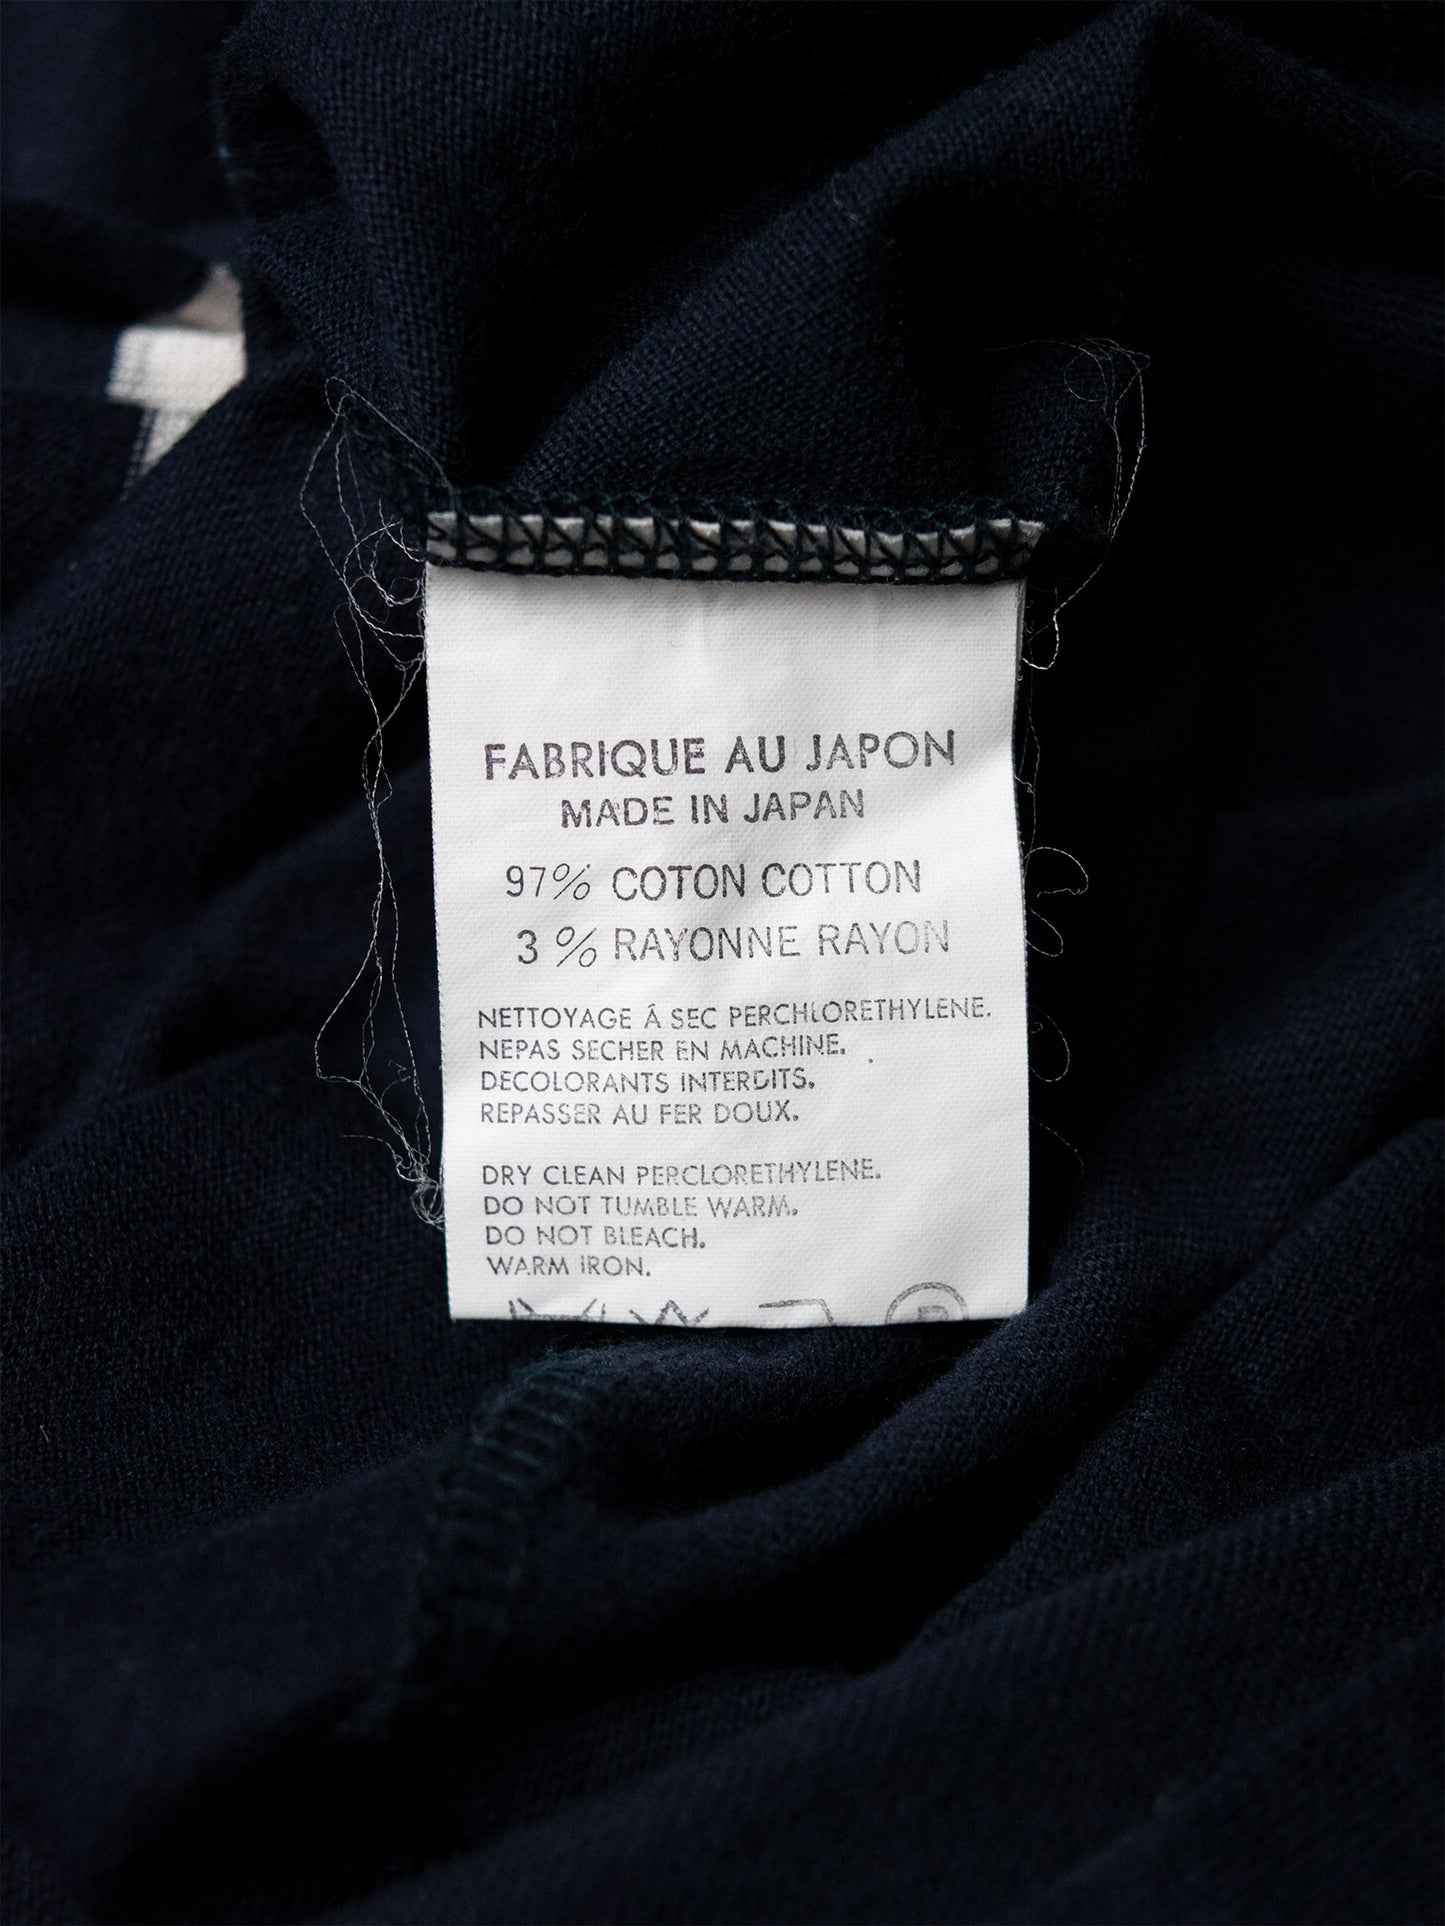 FABRIQUE AU JAPON
MADE IN JAPAN
97% COTON COTTON
3% RAYONNE RAYON
NETTOYAGE Á SEC PERCHLORETHYLENE.
NEPAS SECHER EN MACHINE.
DECOLORANTS INTERDITS.
REPASSER AU FER DOUX.
DRY CLEAN PERCLORETHYLENE.
DO NOT TUMBLE WARM.
DO NOT BLEACH.
WARM IRON.